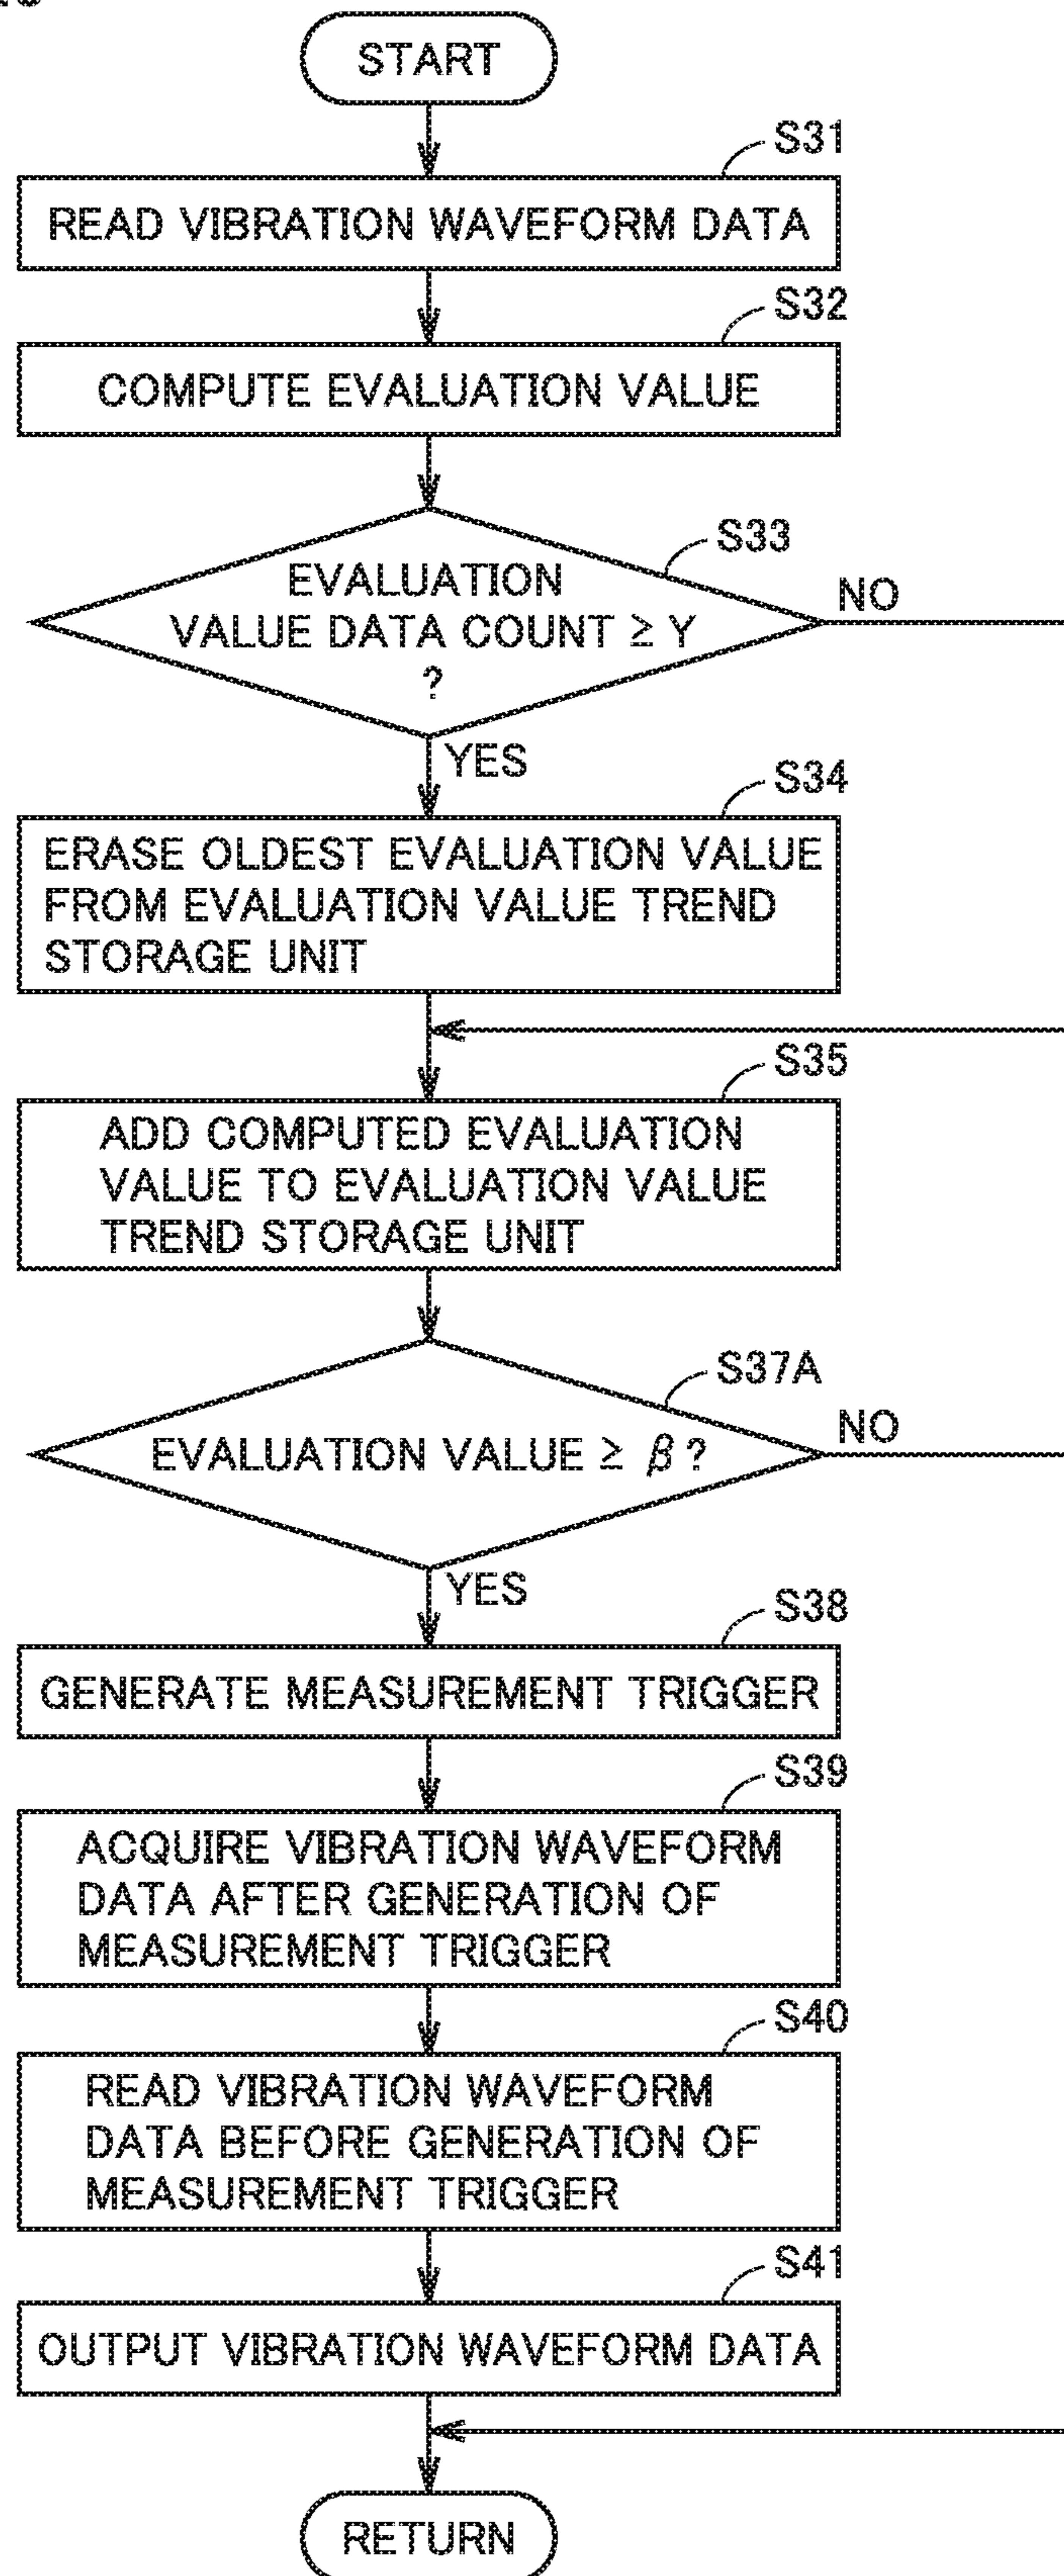 START
S31
READ VIBRATION WAVEFORM DATA
S32
COMPUTE EVALUATION VALUE
S33
EVALUATION
VALUE DATA COUNT ≥ Y
?
NO
YES
S34
ERASE OLDEST EVALUATION VALUE
FROM EVALUATION VALUE TREND
STORAGE UNIT
S35
ADD COMPUTED EVALUATION
VALUE TO EVALUATION VALUE
TREND STORAGE UNIT
S37A
EVALUATION VALUE ≥ β ?
NO
YES
S38
GENERATE MEASUREMENT TRIGGER
S39
ACQUIRE VIBRATION WAVEFORM
DATA AFTER GENERATION OF
MEASUREMENT TRIGGER
S40
READ VIBRATION WAVEFORM
DATA BEFORE GENERATION OF
MEASUREMENT TRIGGER
S41
OUTPUT VIBRATION WAVEFORM DATA
RETURN